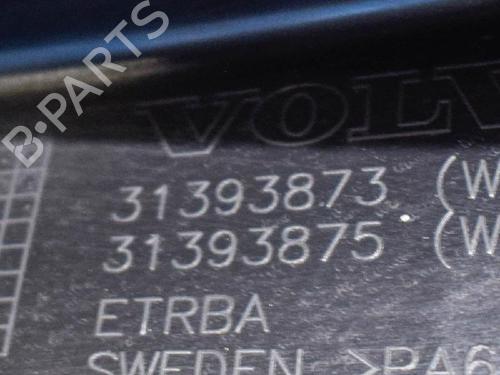 B-PARTS
VOLV
31393873 (W
31393875 (W
ETRBA
SWEDEN >PA6